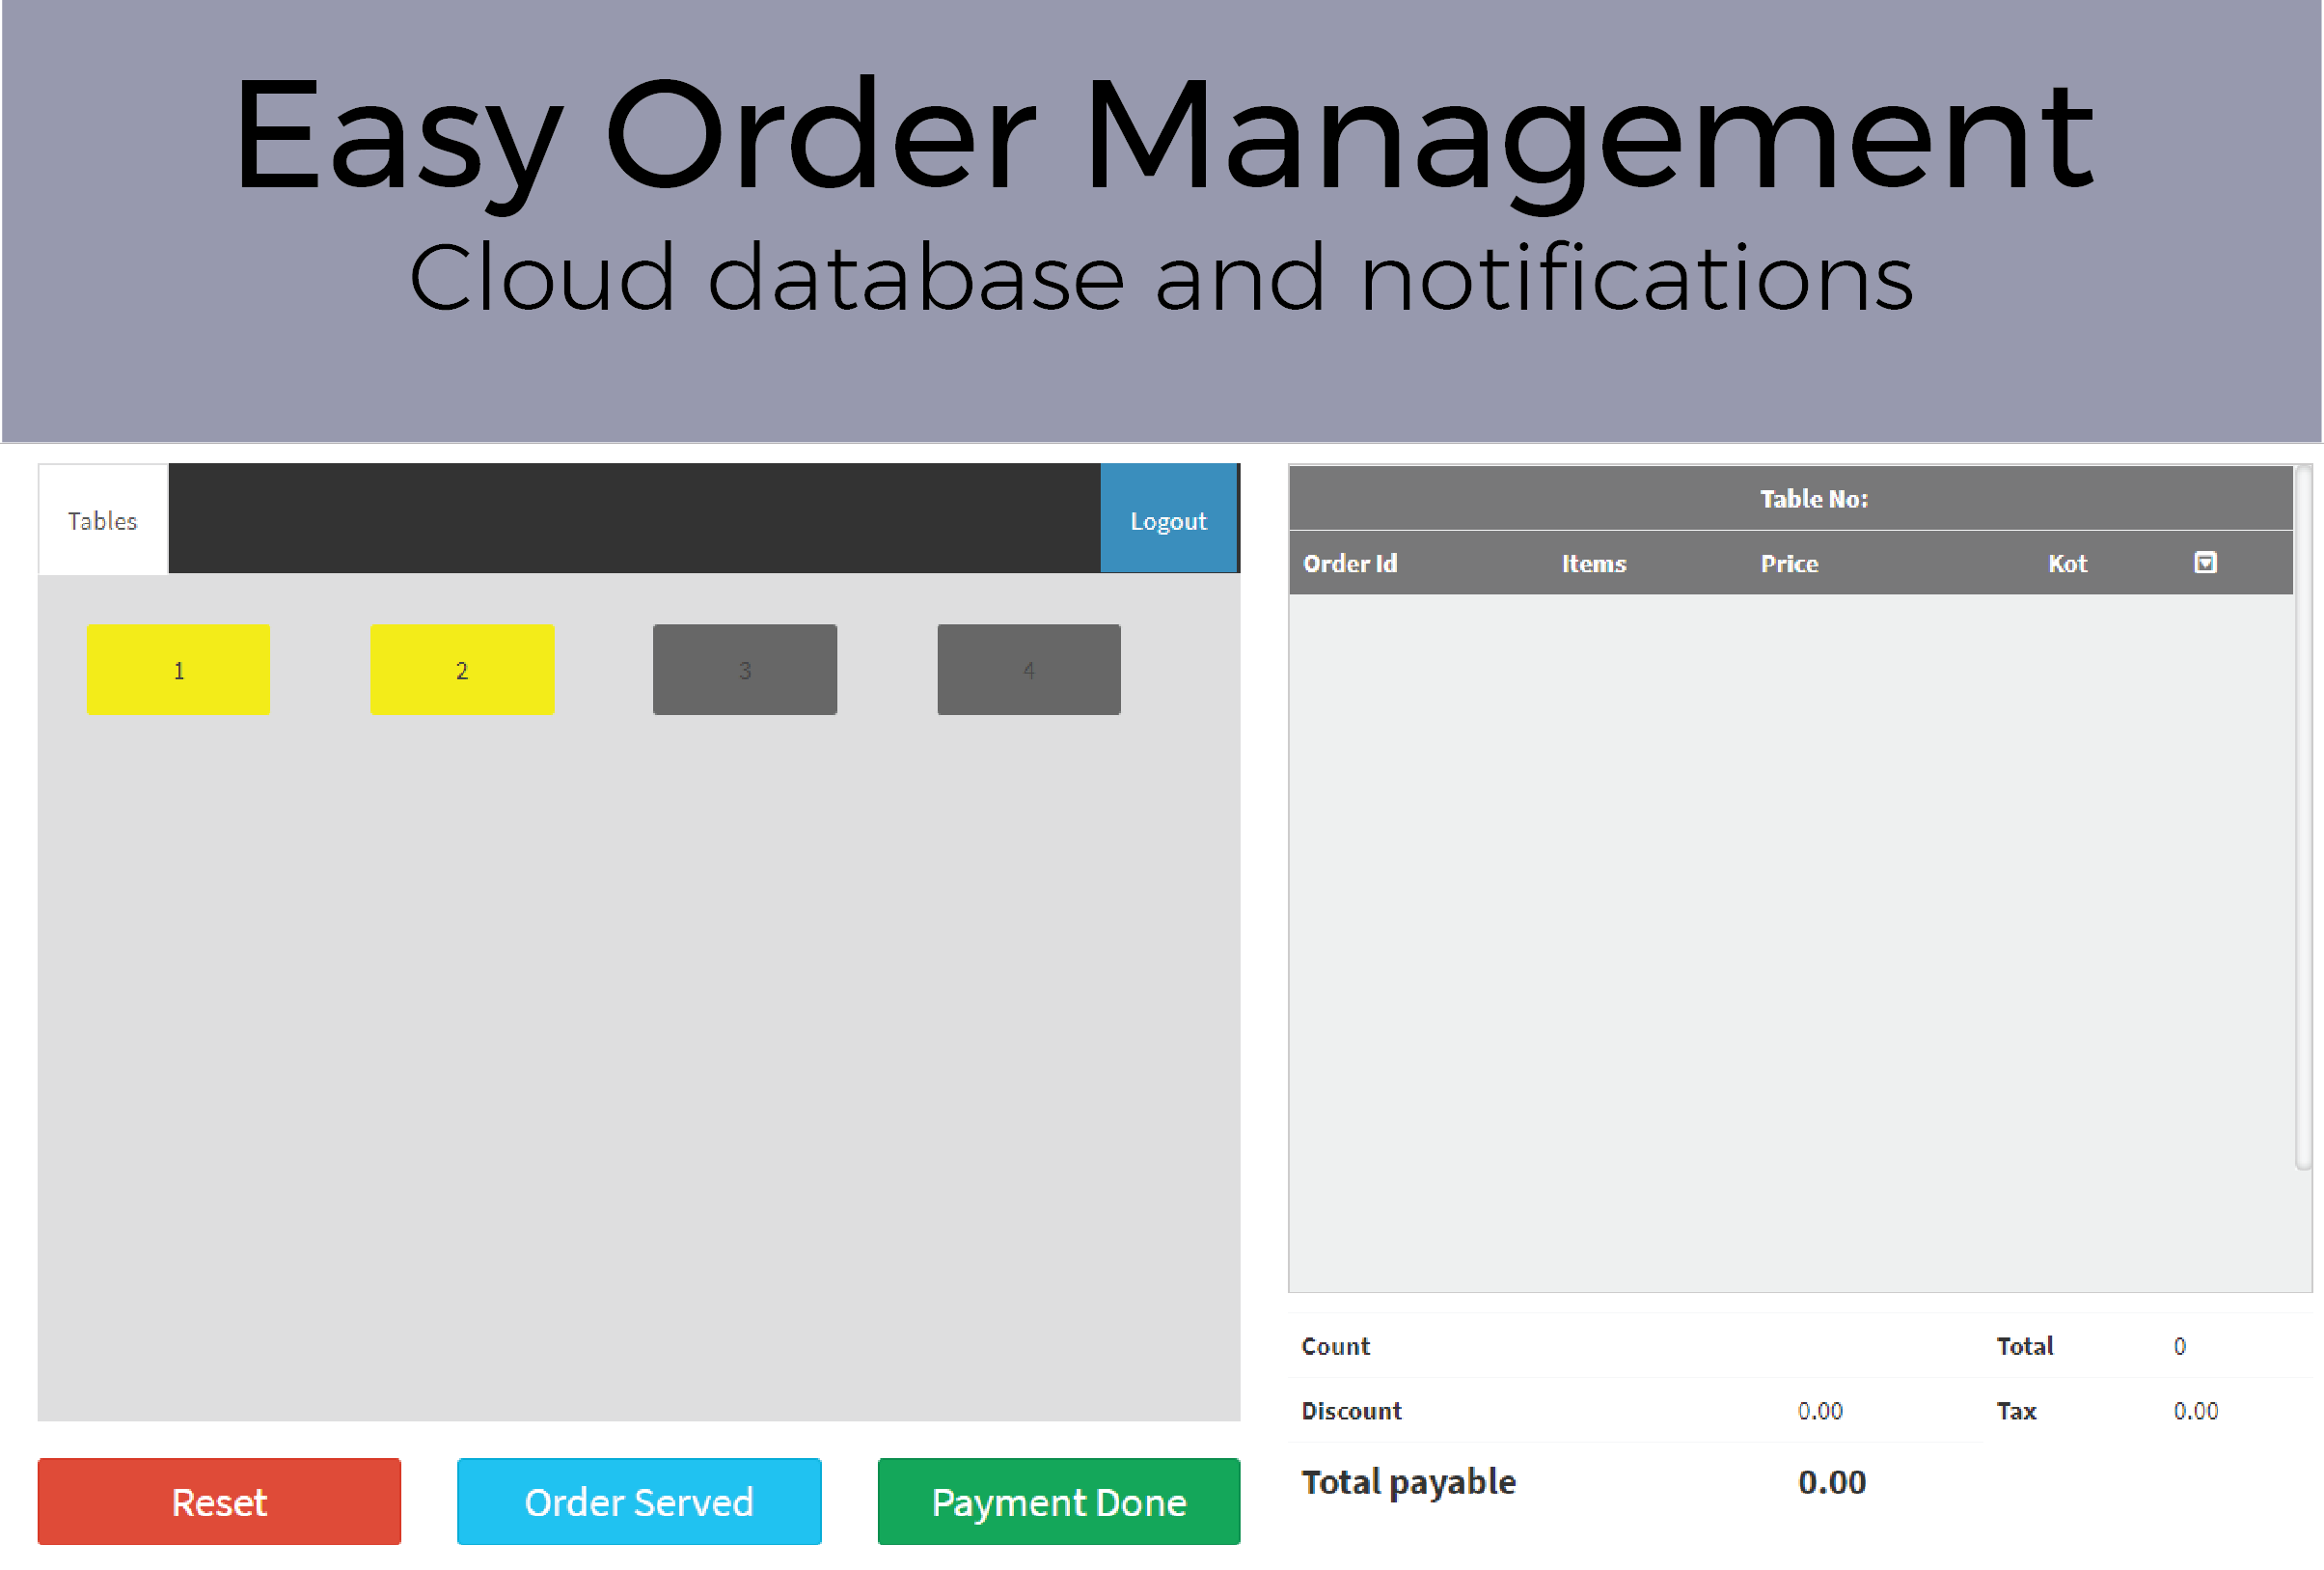 Easy Order Management
Cloud database and notifications
Tables
Logout
1
2
3
4
Reset
Order Served
Payment Done
Table No:
Order Id Items Price Kot
Count Total 0
Discount 0.00 Tax 0.00
Total payable 0.00